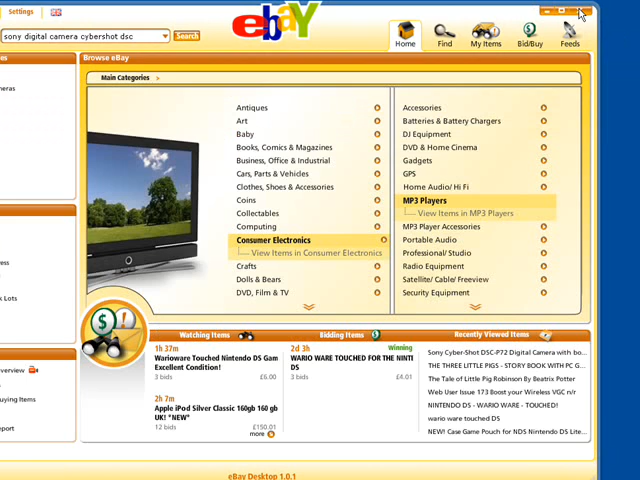 Settings
ebaY
sony digital camera cybershot dsc
Search
Home
Find
My Items
Bid/Buy
Feeds
Browse eBay
Main Categories >
Antiques
Art
Baby
Books, Comics & Magazines
Business, Office & Industrial
Cars, Parts & Vehicles
Clothes, Shoes & Accessories
Coins
Collectables
Computing
Consumer Electronics
View Items in Consumer Electronics
Crafts
Dolls & Bears
DVD, Film & TV
Accessories
Batteries & Battery Chargers
DJ Equipment
DVD & Home Cinema
Gadgets
GPS
Home Audio/ Hi Fi
MP3 Players
View Items in MP3 Players
MP3 Player Accessories
Portable Audio
Professional/ Studio
Radio Equipment
Satellite/ Cable/ Freeview
Security Equipment
es
eras
ess
k Lots
verview
uying Items
eport
Watching Items
1h 37m
Warioware Touched Nintendo DS Gam
Excellent Condition!
3 bids £6.00
2h 7m
Apple iPod Silver Classic 160gb 160 gb
UK! *NEW*
12 bids £150.01
more
Bidding Items
2d 3h Winning
WARIO WARE TOUCHED FOR THE NINTI
DS
3 bids £4.01
Recently Viewed Items
Sony Cyber-Shot DSC-P72 Digital Camera with bo...
THE THREE LITTLE PIGS - STORY BOOK WITH PC G...
The Tale of Little Pig Robinson By Beatrix Potter
Web User Issue 173 Boost your Wireless VGC n/r
NINTENDO DS - WARIO WARE - TOUCHED!
wario ware touched DS
NEW! Case Game Pouch for NDS Nintendo DS Lite...
eBay Desktop 1.0.1